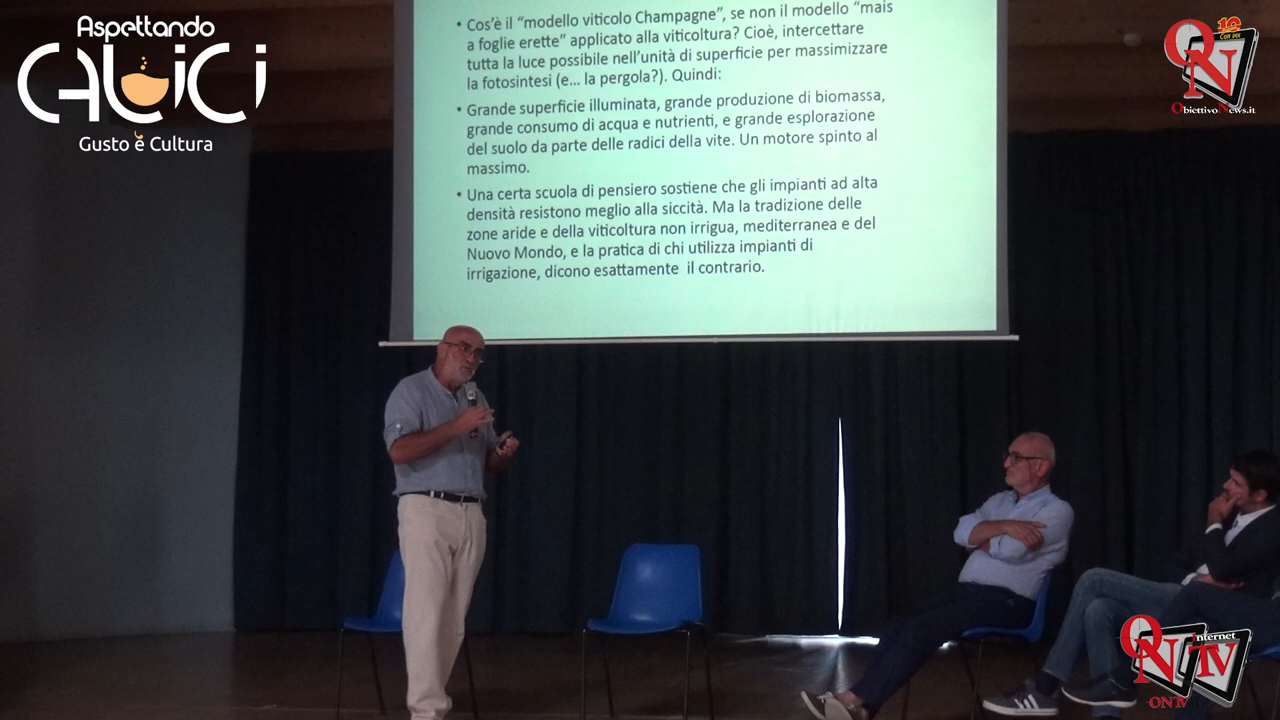 Aspettando
CALICI
Gusto è Cultura
• Cos'è il "modello viticolo Champagne", se non il modello "mais
a foglie erette" applicato alla viticoltura? Cioè, intercettare
tutta la luce possibile nell'unità di superficie per massimizzare
la fotosintesi (e... la pergola?). Quindi:
• Grande superficie illuminata, grande produzione di biomassa,
grande consumo di acqua e nutrienti, e grande esplorazione
del suolo da parte delle radici della vite. Un motore spinto al
massimo.
• Una certa scuola di pensiero sostiene che gli impianti ad alta
densità resistono meglio alla siccità. Ma la tradizione delle
zone aride e della viticoltura non irrigua, mediterranea e del
Nuovo Mondo, e la pratica di chi utilizza impianti di
irrigazione, dicono esattamente il contrario.
10
Con voi
ON
ObiettivoNews.it
Internet
ON TV